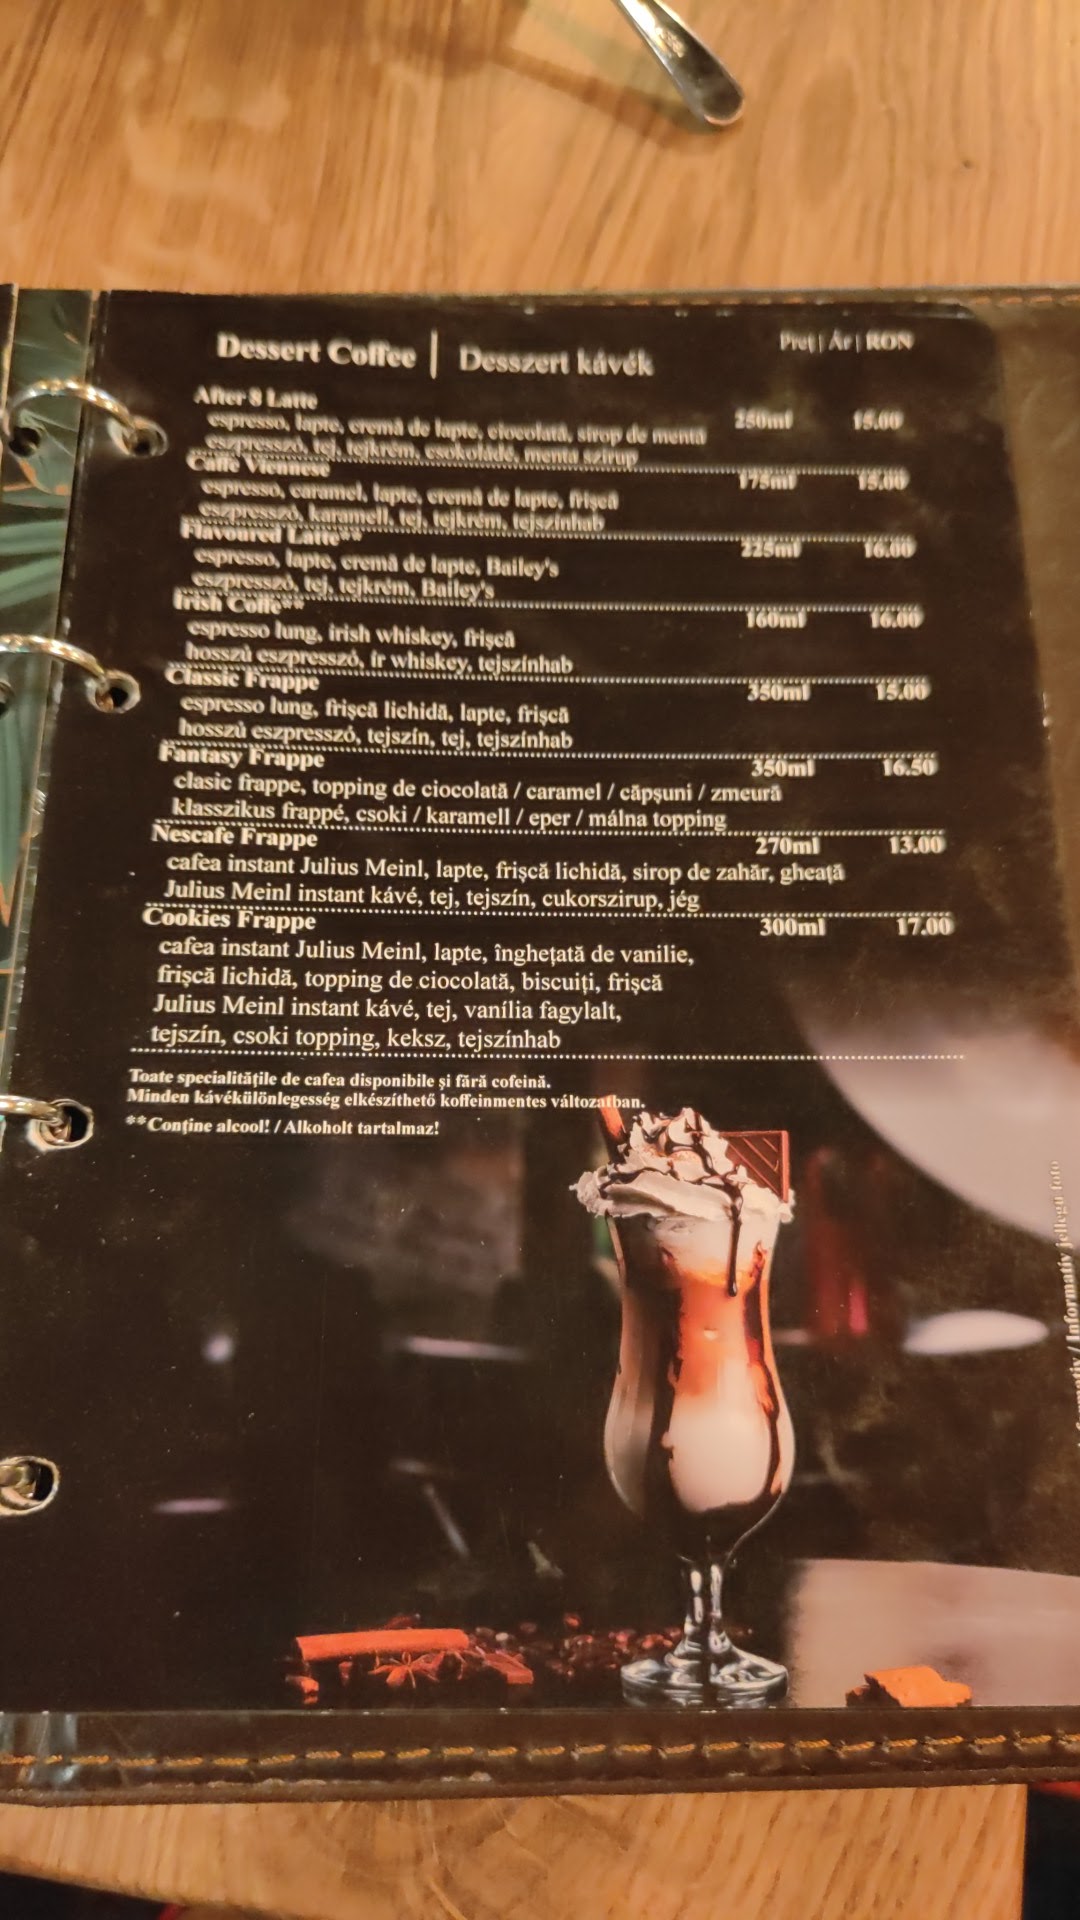 Dessert Coffee | Desszert kávék
Preț | Ár | RON
After 8 Latte 250ml 15.00
espresso, lapte, cremă de lapte, ciocolată, sirop de mentă
eszpresszó, tej, tejkrém, csokoládé, menta szirup
Caffe Viennese 175ml 15.00
espresso, caramel, lapte, cremă de lapte, frișcă
eszpresszó, karamell, tej, tejkrém, tejszínhab
Flavoured Latte** 225ml 16.00
espresso, lapte, cremă de lapte, Bailey's
eszpresszó, tej, tejkrém, Bailey's
Irish Coffe** 160ml 16.00
espresso lung, irish whiskey, frișcă
hosszú eszpresszó, ír whiskey, tejszínhab
Classic Frappe 350ml 15.00
espresso lung, frișcă lichidă, lapte, frișcă
hosszú eszpresszó, tejszín, tej, tejszínhab
Fantasy Frappe 350ml 16.50
clasic frappe, topping de ciocolată / caramel / căpșuni / zmeură
klasszikus frappé, csoki / karamell / eper / málna topping
Nescafe Frappe 270ml 13.00
cafea instant Julius Meinl, lapte, frișcă lichidă, sirop de zahăr, gheață
Julius Meinl instant kávé, tej, tejszín, cukorszirup, jég
Cookies Frappe 300ml 17.00
cafea instant Julius Meinl, lapte, înghețată de vanilie,
frișcă lichidă, topping de ciocolată, biscuiți, frișcă
Julius Meinl instant kávé, tej, vanília fagylalt,
tejszín, csoki topping, keksz, tejszínhab
Toate specialitățile de cafea disponibile și fără cofeină.
Minden kávékülönlegesség elkészíthető koffeinmentes változatban.
**Conține alcool! / Alkoholt tartalmaz!
/ Informatív jellegű fotó